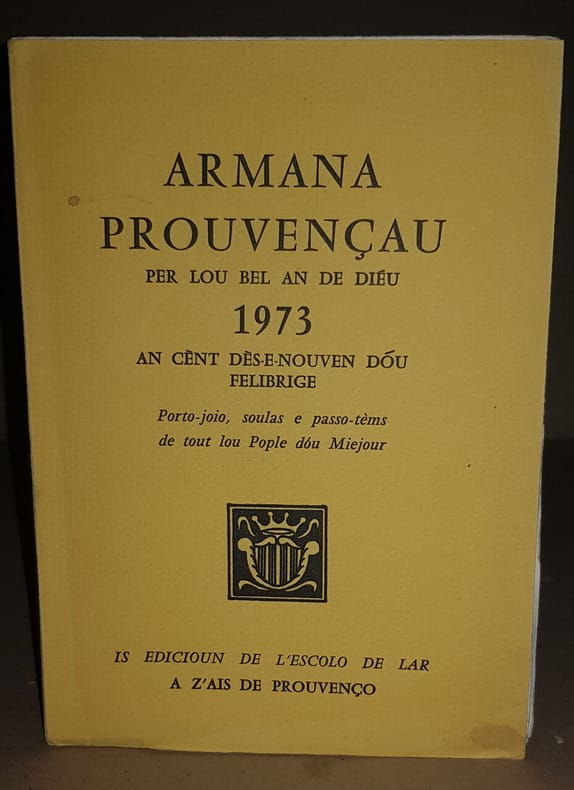 ARMANA
PROUVENÇAU
PER LOU BEL AN DE DIÉU
1973
AN CÈNT DÈS-E-NOUVEN DÓU
FELIBRIGE
Porto-joio, soulas e passo-tèms
de tout lou Pople dóu Miejour
IS EDICIOUN DE L'ESCOLO DE LAR
A Z'AIS DE PROUVENÇO